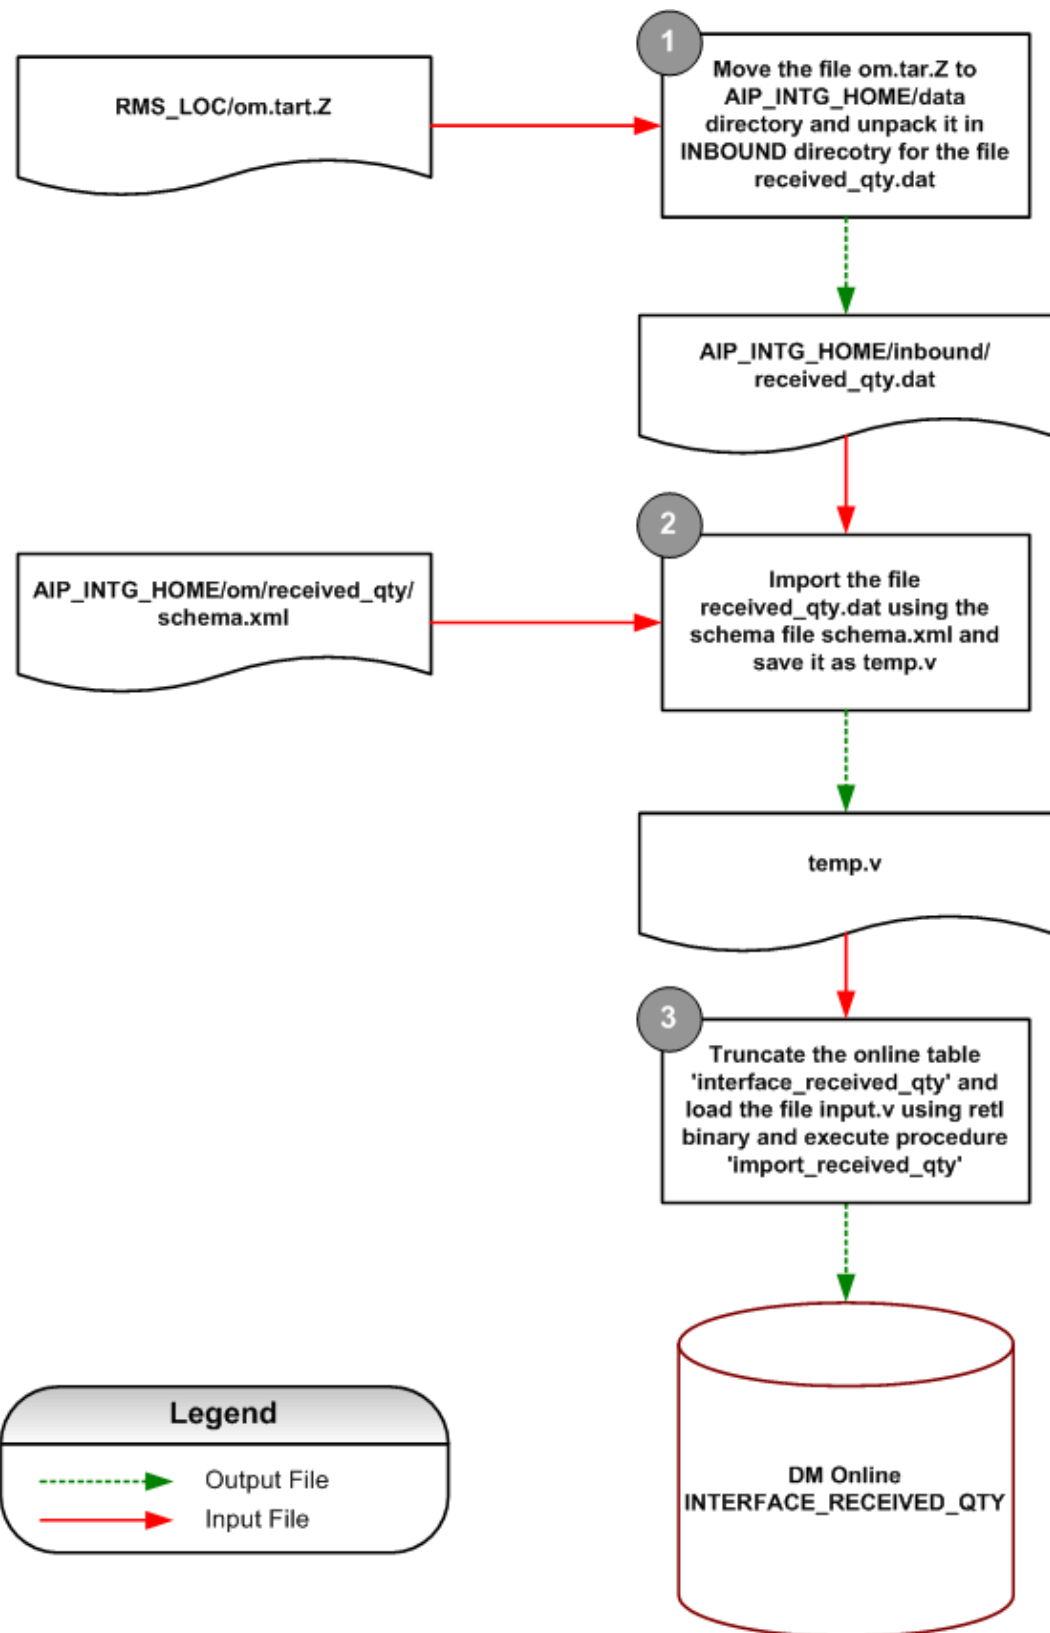 1
Move the file om.tar.Z to
AIP_INTG_HOME/data
directory and unpack it in
INBOUND direcotry for the file
received_qty.dat
RMS_LOC/om.tart.Z
AIP_INTG_HOME/inbound/
received_qty.dat
2
Import the file
received_qty.dat using the
schema file schema.xml and
save it as temp.v
AIP_INTG_HOME/om/received_qty/
schema.xml
temp.v
3
Truncate the online table
'interface_received_qty' and
load the file input.v using retl
binary and execute procedure
'import_received_qty'
DM Online
INTERFACE_RECEIVED_QTY
Legend
Output File
Input File